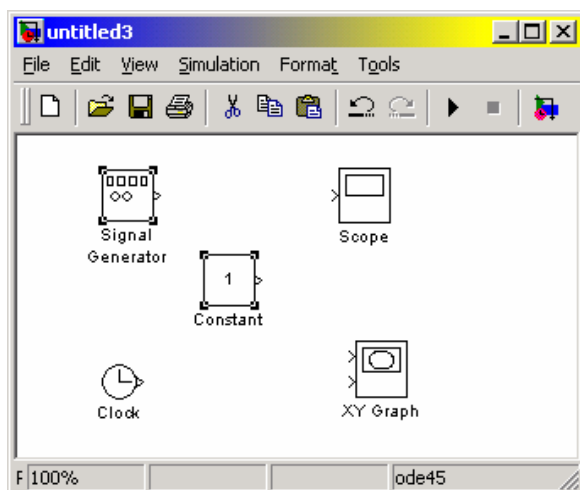 untitled3
File Edit View Simulation Format Tools
Signal
Generator
Scope
1
Constant
Clock
XY Graph
F 100% ode45